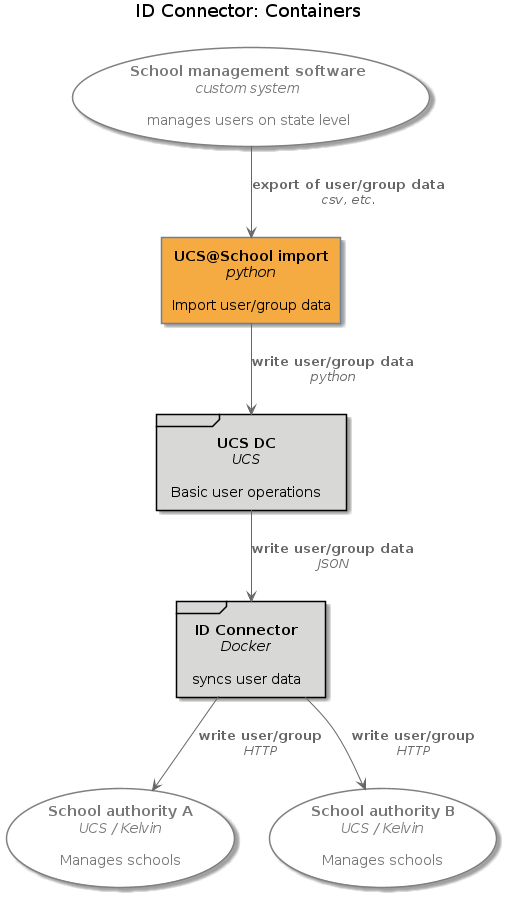 ID Connector: Containers
School management software
custom system
manages users on state level
export of user/group data
csv, etc.
UCS@School import
python
Import user/group data
write user/group data
python
UCS DC
UCS
Basic user operations
write user/group data
JSON
ID Connector
Docker
syncs user data
write user/group
HTTP
write user/group
HTTP
School authority A
UCS / Kelvin
Manages schools
School authority B
UCS / Kelvin
Manages schools